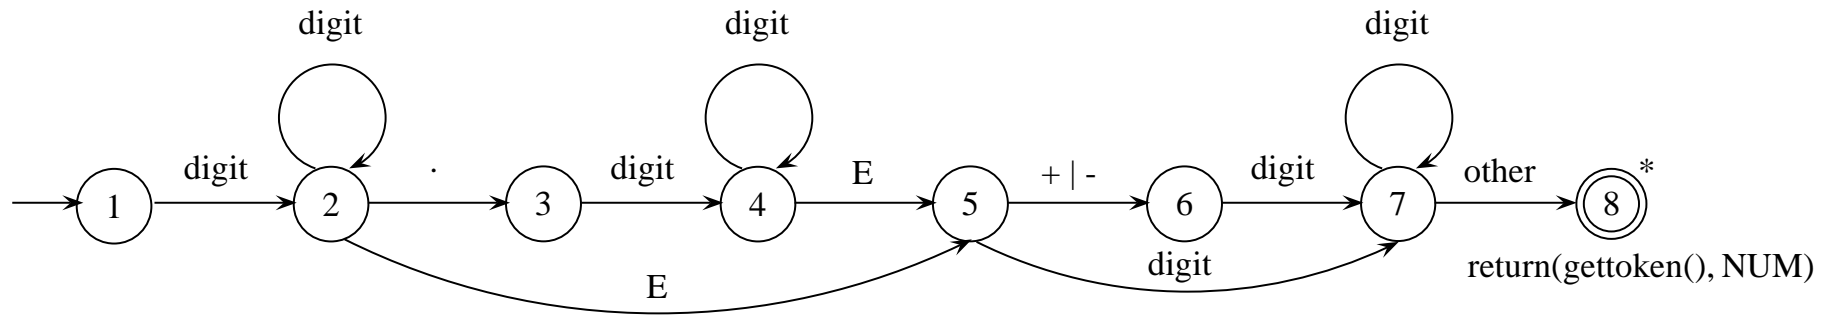 digit digit digit
digit . digit E + | - digit other *
1 2 3 4 5 6 7 8
E digit return(gettoken(), NUM)